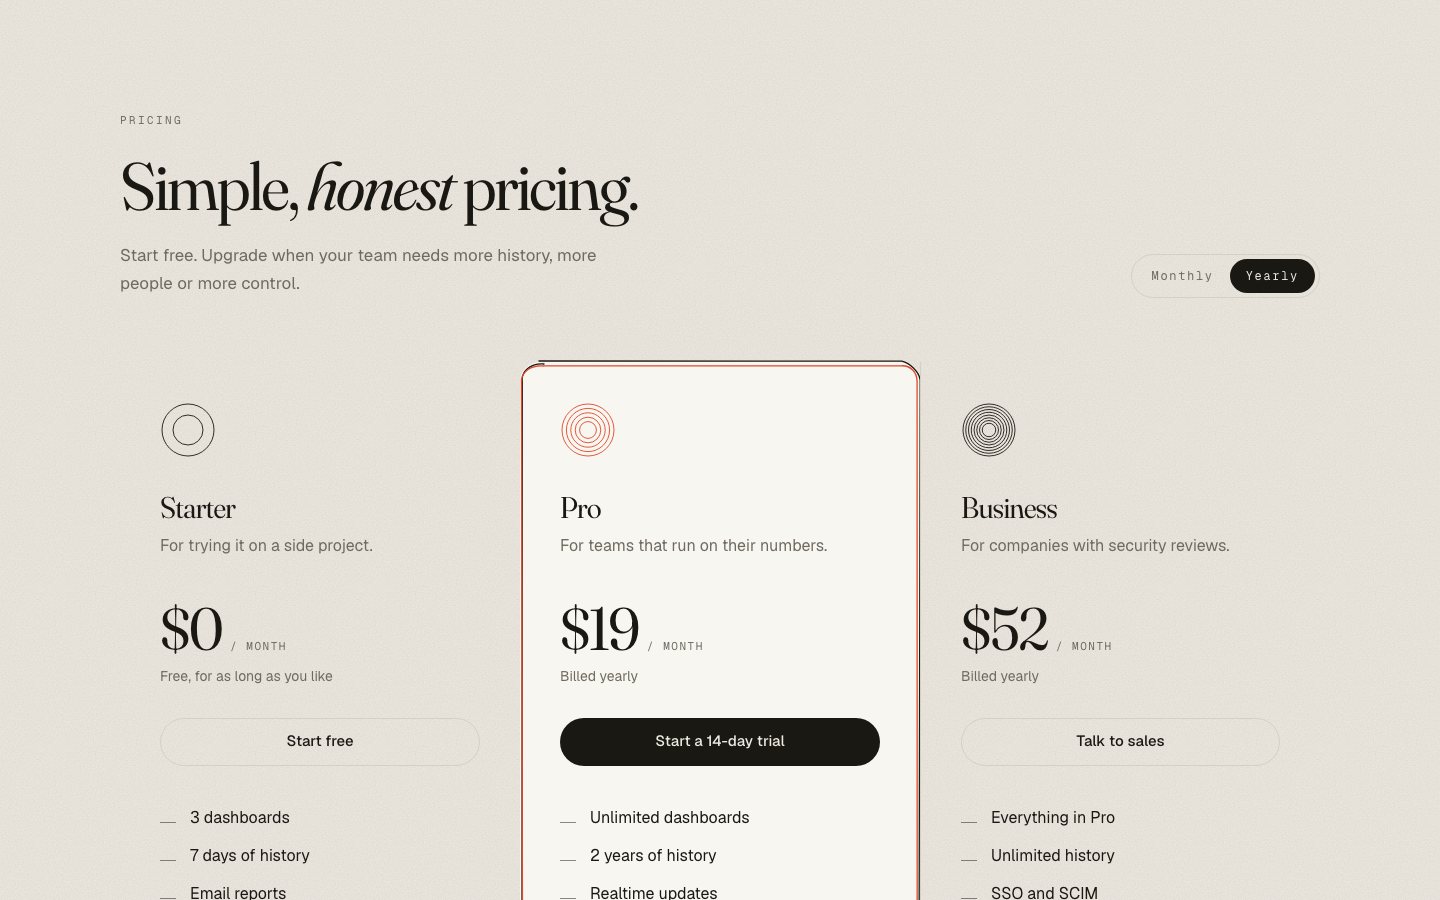 PRICING
Simple, honest pricing.
Start free. Upgrade when your team needs more history, more
people or more control.
Monthly
Yearly
Starter
For trying it on a side project.
$0 / MONTH
Free, for as long as you like
Start free
3 dashboards
7 days of history
Email reports
Pro
For teams that run on their numbers.
$19 / MONTH
Billed yearly
Start a 14-day trial
Unlimited dashboards
2 years of history
Realtime updates
Business
For companies with security reviews.
$52 / MONTH
Billed yearly
Talk to sales
Everything in Pro
Unlimited history
SSO and SCIM